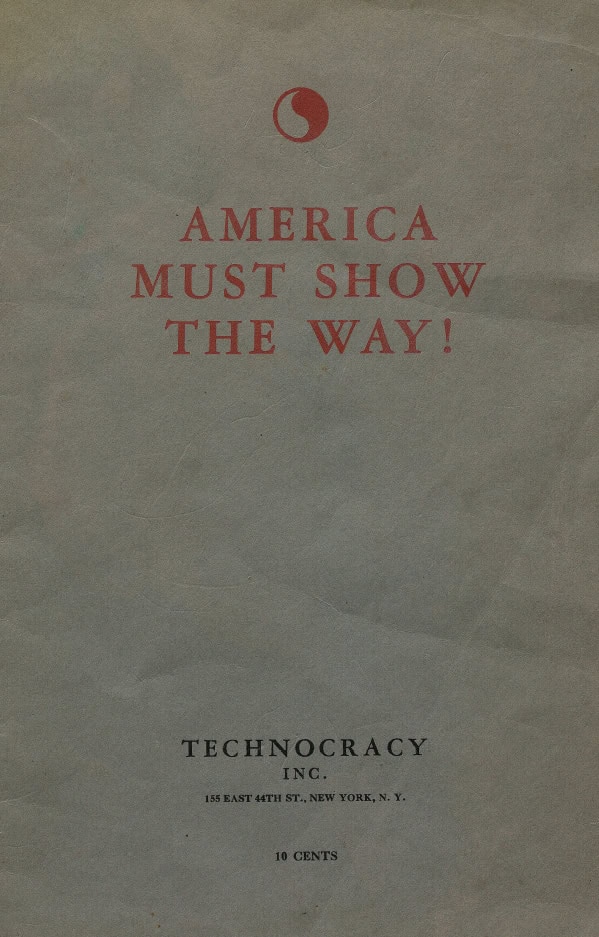 AMERICA
MUST SHOW
THE WAY!
TECHNOCRACY
INC.
155 EAST 44TH ST., NEW YORK, N. Y.
10 CENTS